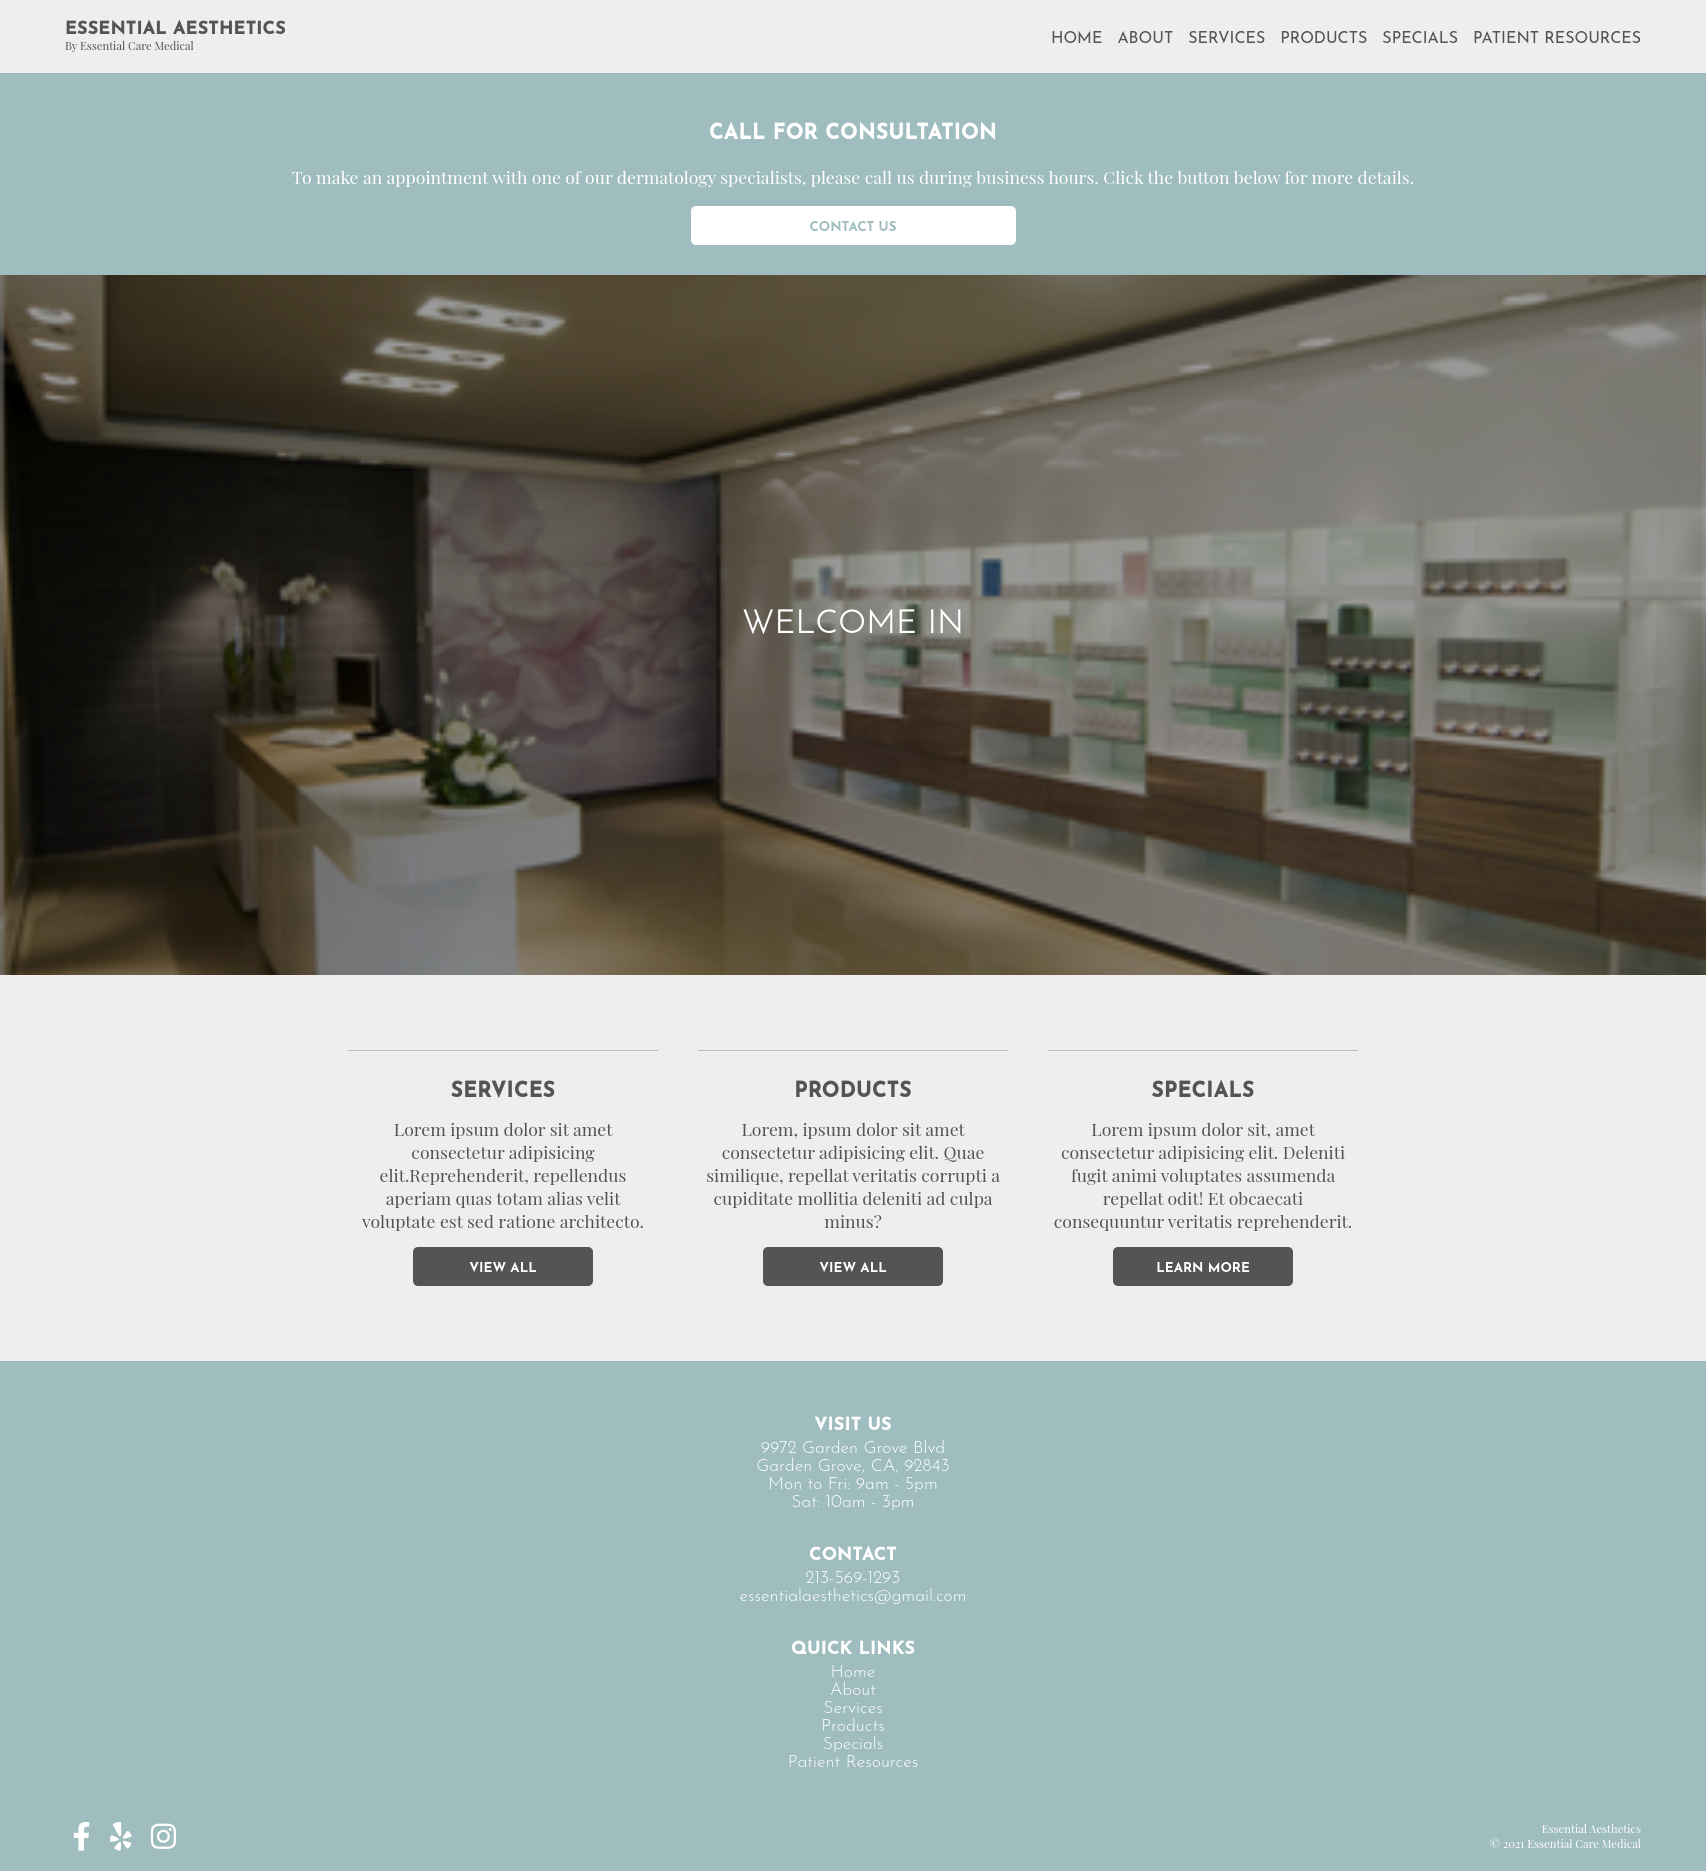 ESSENTIAL AESTHETICS
By Essential Care Medical
HOME ABOUT SERVICES PRODUCTS SPECIALS PATIENT RESOURCES
CALL FOR CONSULTATION
To make an appointment with one of our dermatology specialists, please call us during business hours. Click the button below for more details.
CONTACT US
WELCOME IN
SERVICES
Lorem ipsum dolor sit amet
consectetur adipisicing
elit.Reprehenderit, repellendus
aperiam quas totam alias velit
voluptate est sed ratione architecto.
VIEW ALL
PRODUCTS
Lorem, ipsum dolor sit amet
consectetur adipisicing elit. Quae
similique, repellat veritatis corrupti a
cupiditate mollitia deleniti ad culpa
minus?
VIEW ALL
SPECIALS
Lorem ipsum dolor sit, amet
consectetur adipisicing elit. Deleniti
fugit animi voluptates assumenda
repellat odit! Et obcaecati
consequuntur veritatis reprehenderit.
LEARN MORE
VISIT US
9972 Garden Grove Blvd
Garden Grove, CA, 92843
Mon to Fri: 9am - 5pm
Sat: 10am - 3pm
CONTACT
213-569-1293
essentialaesthetics@gmail.com
QUICK LINKS
Home
About
Services
Products
Specials
Patient Resources
Essential Aesthetics
© 2021 Essential Care Medical